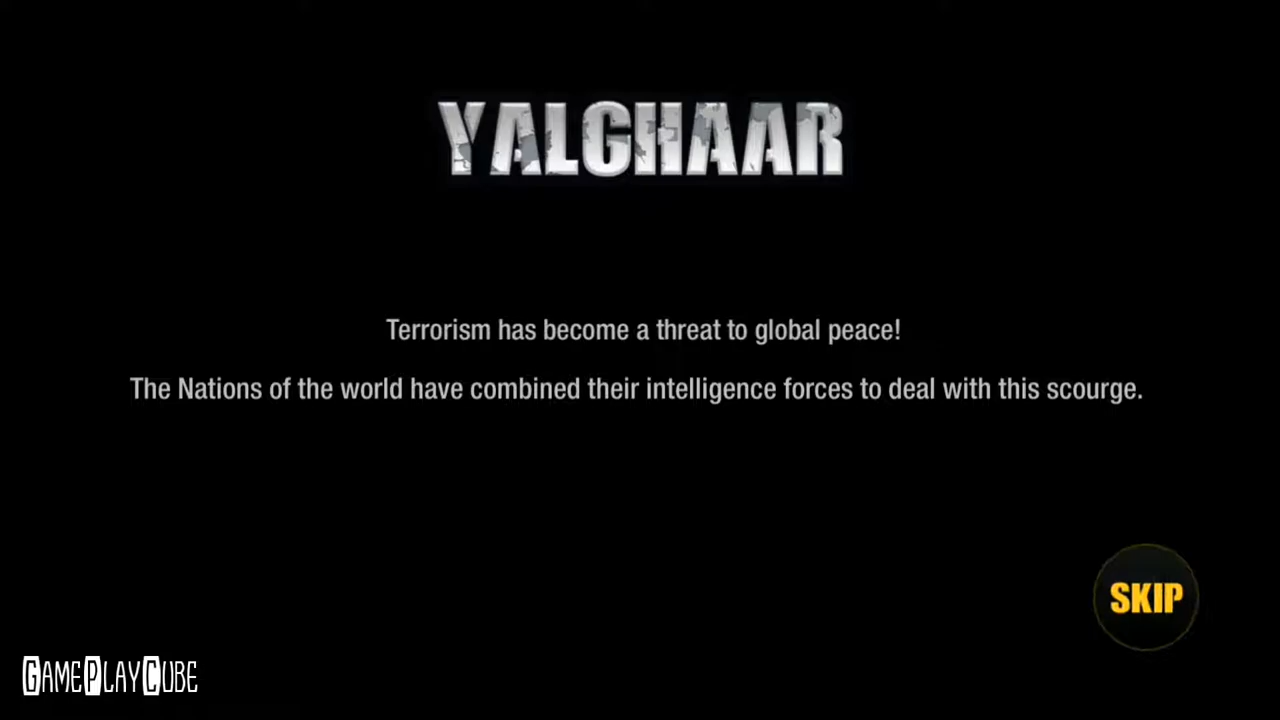 YALGHAAR
Terrorism has become a threat to global peace!
The Nations of the world have combined their intelligence forces to deal with this scourge.
SKIP
GAMEPLAYCUBE